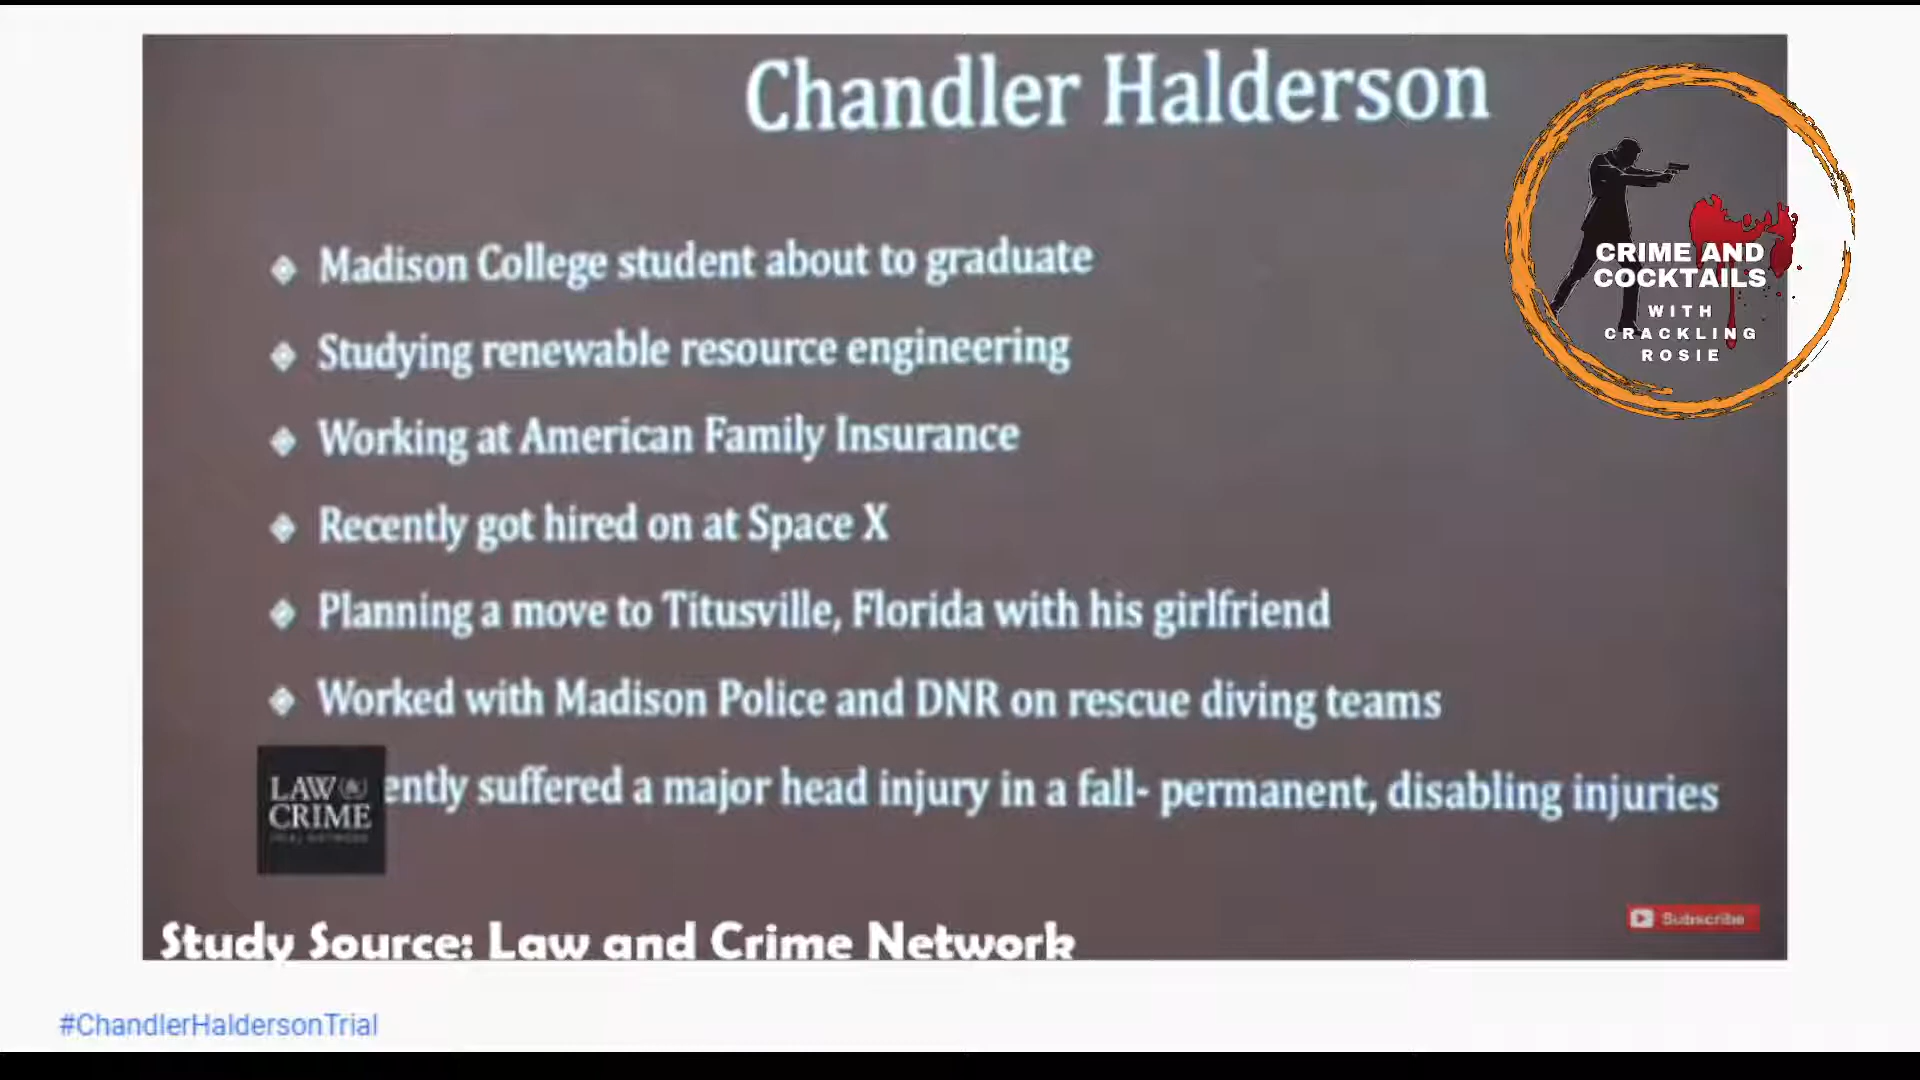 Chandler Halderson
CRIME AND
COCKTAILS
WITH
CRACKLING
ROSIE
Madison College student about to graduate
Studying renewable resource engineering
Working at American Family Insurance
Recently got hired on at Space X
Planning a move to Titusville, Florida with his girlfriend
Worked with Madison Police and DNR on rescue diving teams
ently suffered a major head injury in a fall- permanent, disabling injuries
LAW &
CRIME
Subscribe
Study Source: Law and Crime Network
#ChandlerHaldersonTrial